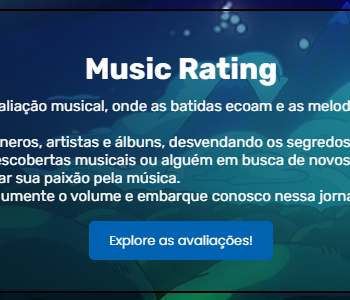 Music Rating
aliação musical, onde as batidas ecoam e as melod
neros, artistas e álbuns, desvendando os segredos
escobertas musicais ou alguém em busca de novos
ar sua paixão pela música.
umente o volume e embarque conosco nessa jorna
Explore as avaliações!